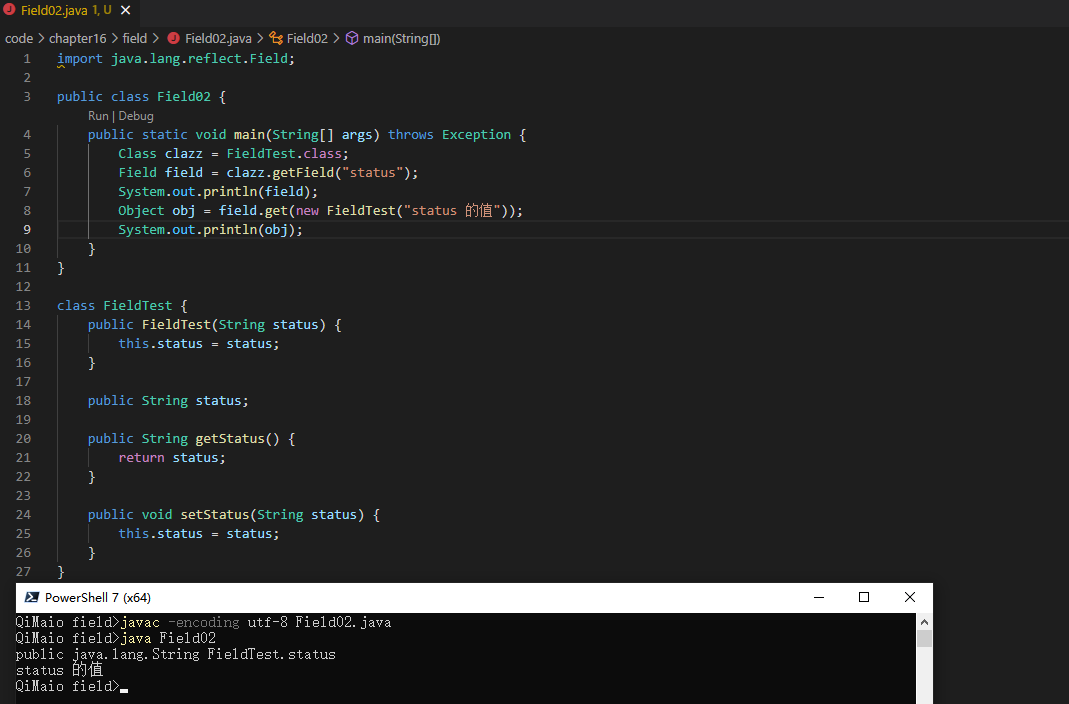 Field02.java 1, U
code > chapter16 > field > Field02.java > Field02 > main(String[])
1 import java.lang.reflect.Field;
2
3 public class Field02 {
Run | Debug
4 public static void main(String[] args) throws Exception {
5 Class clazz = FieldTest.class;
6 Field field = clazz.getField("status");
7 System.out.println(field);
8 Object obj = field.get(new FieldTest("status 的值"));
9 System.out.println(obj);
10 }
11 }
12
13 class FieldTest {
14 public FieldTest(String status) {
15 this.status = status;
16 }
17
18 public String status;
19
20 public String getStatus() {
21 return status;
22 }
23
24 public void setStatus(String status) {
25 this.status = status;
26 }
27 }
PowerShell 7 (x64)
QiMaio field>javac -encoding utf-8 Field02.java
QiMaio field>java Field02
public java.lang.String FieldTest.status
status 的值
QiMaio field>